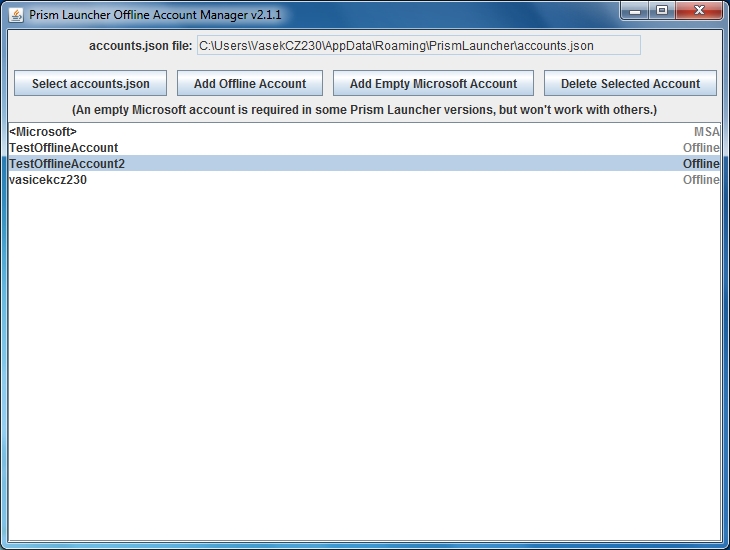 Prism Launcher Offline Account Manager v2.1.1
accounts.json file: C:\Users\VasekCZ230\AppData\Roaming\PrismLauncher\accounts.json
Select accounts.json Add Offline Account Add Empty Microsoft Account Delete Selected Account
(An empty Microsoft account is required in some Prism Launcher versions, but won't work with others.)
<Microsoft> MSA
TestOfflineAccount Offline
TestOfflineAccount2 Offline
vasicekcz230 Offline